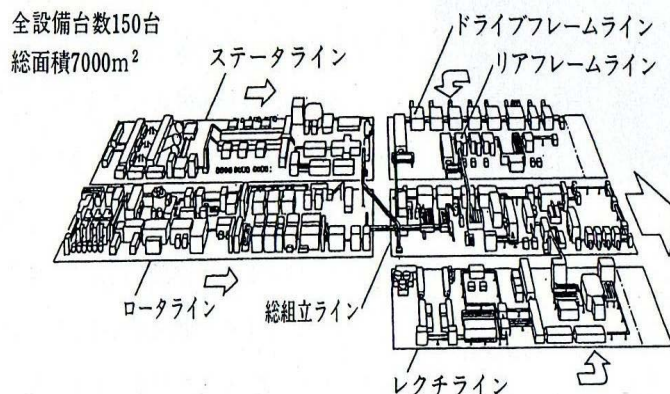 全設備台数150台
総面積7000m²
ステータライン
ドライブフレームライン
リアフレームライン
ロータライン
総組立ライン
レクチライン